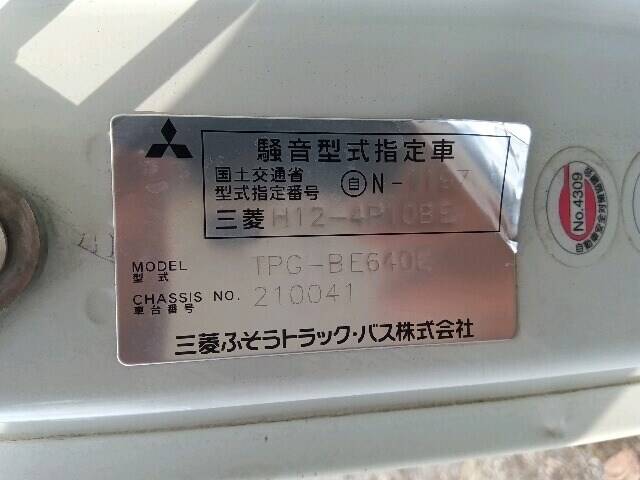 騒音型式指定車
国土交通省
型式指定番号 自N-
三菱 H12-4P10BE
MODEL TPG-BE640E
型式
CHASSIS NO. 210041
車台番号
三菱ふそうトラック・バス株式会社
No.4309